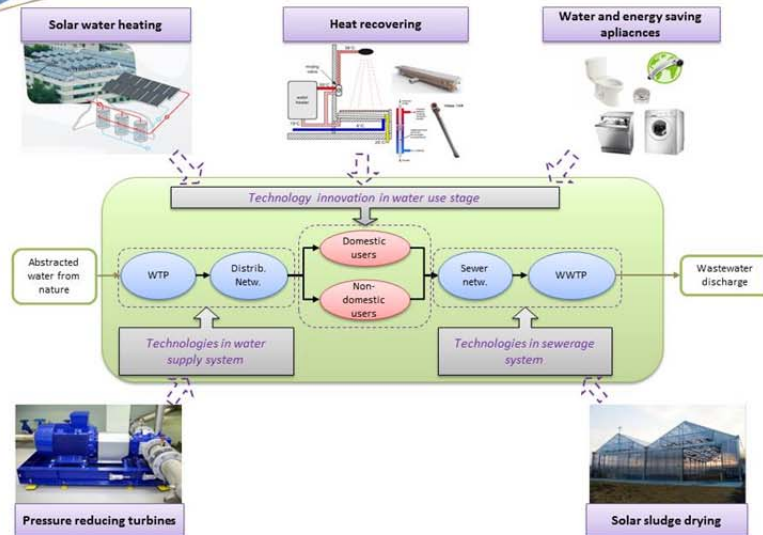 Solar water heating
Heat recovering
Water and energy saving
apliacnces
water
heater
Technology innovation in water use stage
Abstracted
water from
nature
WTP
Distrib.
Netw.
Domestic
users
Non-
domestic
users
Sewer
netw.
WWTP
Wastewater
discharge
Technologies in water
supply system
Technologies in sewerage
system
Pressure reducing turbines
Solar sludge drying